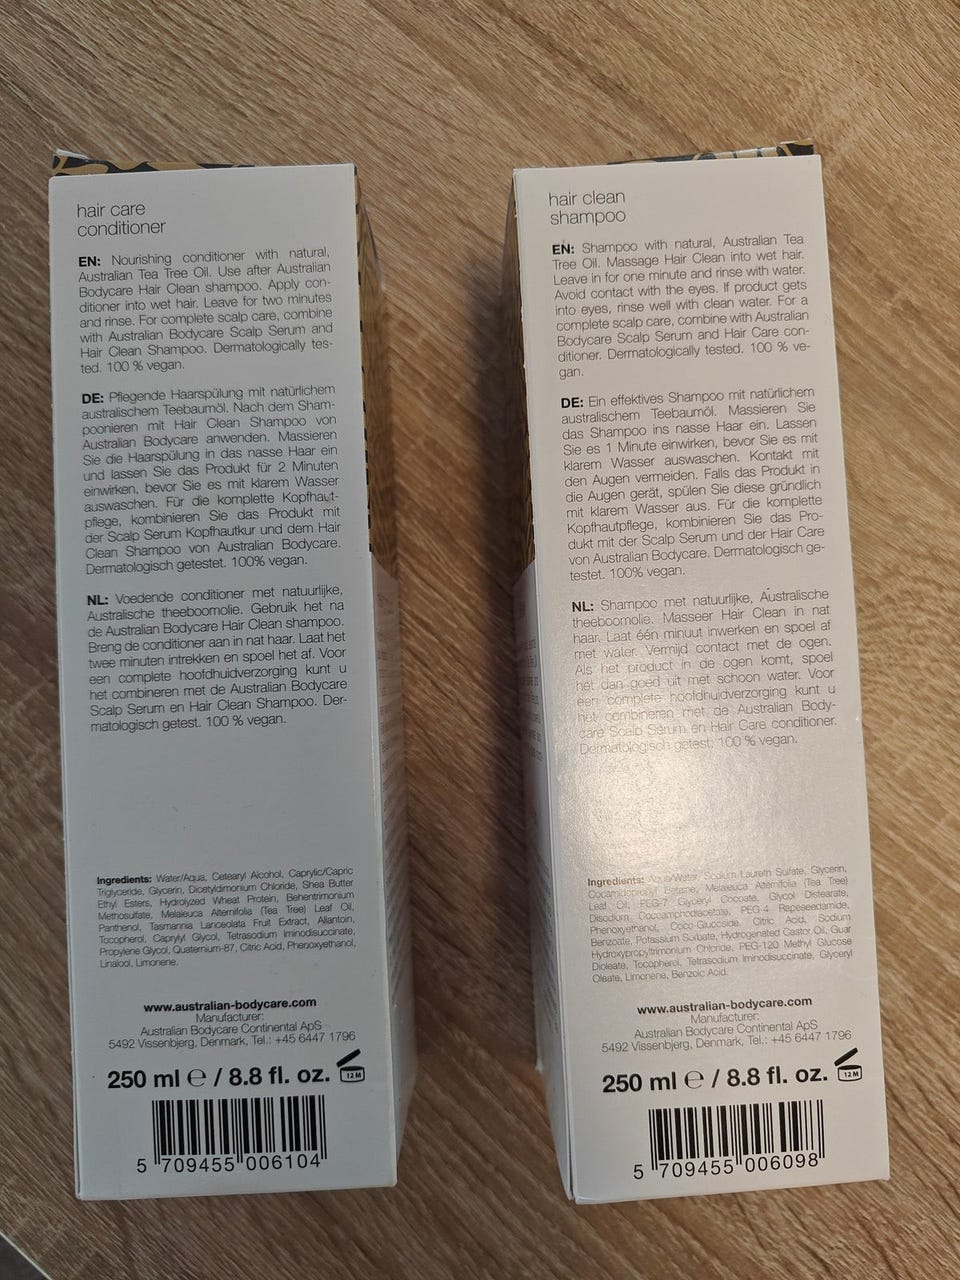 hair care
conditioner
EN: Nourishing conditioner with natural,
Australian Tea Tree Oil. Use after Australian
Bodycare Hair Clean shampoo. Apply con-
ditioner into wet hair. Leave for two minutes
and rinse. For complete scalp care, combine
with Australian Bodycare Scalp Serum and
Hair Clean Shampoo. Dermatologically tes-
ted. 100 % vegan.
DE: Pflegende Haarspülung mit natürlichem
australischem Teebaumöl. Nach dem Sham-
poonieren mit Hair Clean Shampoo von
Australian Bodycare anwenden. Massieren
Sie die Haarspülung in das nasse Haar ein
und lassen Sie das Produkt für 2 Minuten
einwirken, bevor Sie es mit klarem Wasser
auswaschen. Für die komplette Kopfhaut-
pflege, kombinieren Sie das Produkt mit
der Scalp Serum Kopfhautkur und dem Hair
Clean Shampoo von Australian Bodycare.
Dermatologisch getestet. 100% vegan.
NL: Voedende conditioner met natuurlijke,
Australische theeboomolie. Gebruik het na
de Australian Bodycare Hair Clean shampoo.
Breng de conditioner aan in nat haar. Laat het
twee minuten intrekken en spoel het af. Voor
een complete hoofdhuidverzorging kunt u
het combineren met de Australian Bodycare
Scalp Serum en Hair Clean Shampoo. Der-
matologisch getest. 100 % vegan.
Ingredients: Water/Aqua, Cetearyl Alcohol, Caprylic/Capric
Triglyceride, Glycerin, Dicetyldimonium Chloride, Shea Butter
Ethyl Esters, Hydrolyzed Wheat Protein, Behentrimonium
Methosulfate, Melaleuca Alternifolia (Tea Tree) Leaf Oil,
Panthenol, Tasmannia Lanceolata Fruit Extract, Allantoin,
Tocopherol, Caprylyl Glycol, Tetrasodium Iminodisuccinate,
Propylene Glycol, Quaternium-87, Citric Acid, Phenoxyethanol,
Linalool, Limonene.
www.australian-bodycare.com
Manufacturer:
Australian Bodycare Continental ApS
5492 Vissenbjerg, Denmark, Tel.: +45 6447 1796
250 ml ℮ / 8.8 fl. oz. 12 M
5 709455 006104
hair clean
shampoo
EN: Shampoo with natural, Australian Tea
Tree Oil. Massage Hair Clean into wet hair.
Leave in for one minute and rinse with water.
Avoid contact with the eyes. If product gets
into eyes, rinse well with clean water. For a
complete scalp care, combine with Australian
Bodycare Scalp Serum and Hair Care con-
ditioner. Dermatologically tested. 100 % ve-
gan.
DE: Ein effektives Shampoo mit natürlichem
australischem Teebaumöl. Massieren Sie
das Shampoo ins nasse Haar ein. Lassen
Sie es 1 Minute einwirken, bevor Sie es mit
klarem Wasser auswaschen. Kontakt mit
den Augen vermeiden. Falls das Produkt in
die Augen gerät, spülen Sie diese gründlich
mit klarem Wasser aus. Für die komplette
Kopfhautpflege, kombinieren Sie das Pro-
dukt mit der Scalp Serum und der Hair Care
von Australian Bodycare. Dermatologisch ge-
testet. 100% vegan.
NL: Shampoo met natuurlijke, Australische
theeboomolie. Masseer Hair Clean in nat
haar. Laat één minuut inwerken en spoel af
met water. Vermijd contact met de ogen.
Als het product in de ogen komt, spoel
het dan goed uit met schoon water. Voor
een complete hoofdhuidverzorging kunt u
het combineren met de Australian Body-
care Scalp Serum en Hair Care conditioner.
Dermatologisch getest. 100 % vegan.
Ingredients: Aqua/Water, Sodium Laureth Sulfate, Glycerin,
Cocamidopropyl Betaine, Melaleuca Alternifolia (Tea Tree)
Leaf Oil, PEG-7 Glyceryl Cocoate, Glycol Distearate,
Disodium Cocoamphodiacetate, PEG-4 Rapeseedamide,
Phenoxyethanol, Coco-Glucoside, Citric Acid, Sodium
Benzoate, Potassium Sorbate, Hydrogenated Castor Oil, Guar
Hydroxypropyltrimonium Chloride, PEG-120 Methyl Glucose
Dioleate, Tocopherol, Tetrasodium Iminodisuccinate, Glyceryl
Oleate, Limonene, Benzoic Acid.
www.australian-bodycare.com
Manufacturer:
Australian Bodycare Continental ApS
5492 Vissenbjerg, Denmark, Tel.: +45 6447 1796
250 ml ℮ / 8.8 fl. oz. 12 M
5 709455 006098